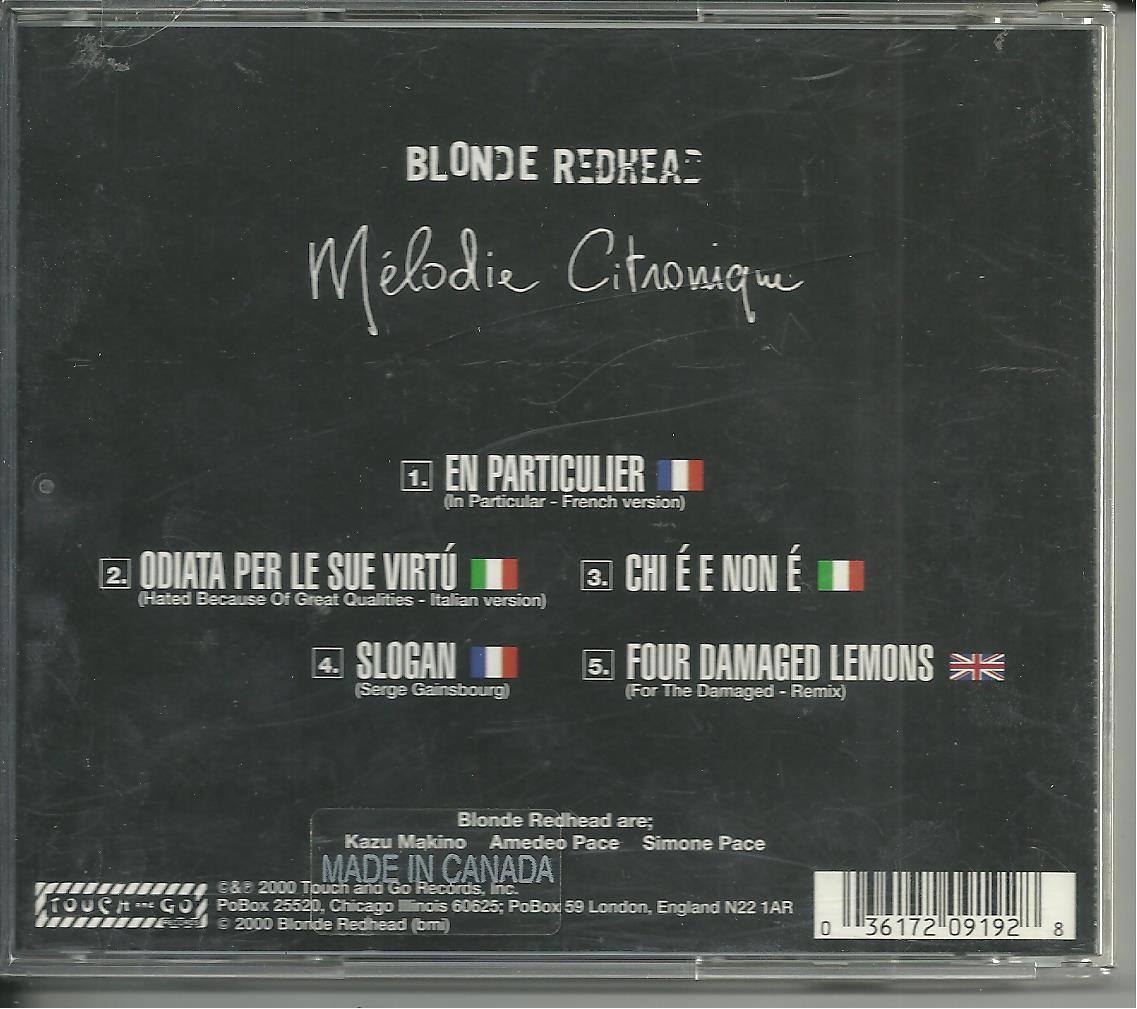 BLONDE REDHEAD
Mélodie Citronique
1. EN PARTICULIER
(In Particular - French version)
2. ODIATA PER LE SUE VIRTÚ
(Hated Because Of Great Qualities - Italian version)
3. CHI É E NON É
4. SLOGAN
(Serge Gainsbourg)
5. FOUR DAMAGED LEMONS
(For The Damaged - Remix)
Blonde Redhead are;
Kazu Makino Amedeo Pace Simone Pace
MADE IN CANADA
TOUCH AND GO RECORDS
©&℗ 2000 Touch and Go Records, Inc.
PoBox 25520, Chicago Illinois 60625; PoBox 59 London, England N22 1AR
© 2000 Blonde Redhead (bmi)
0 36172 09192 8